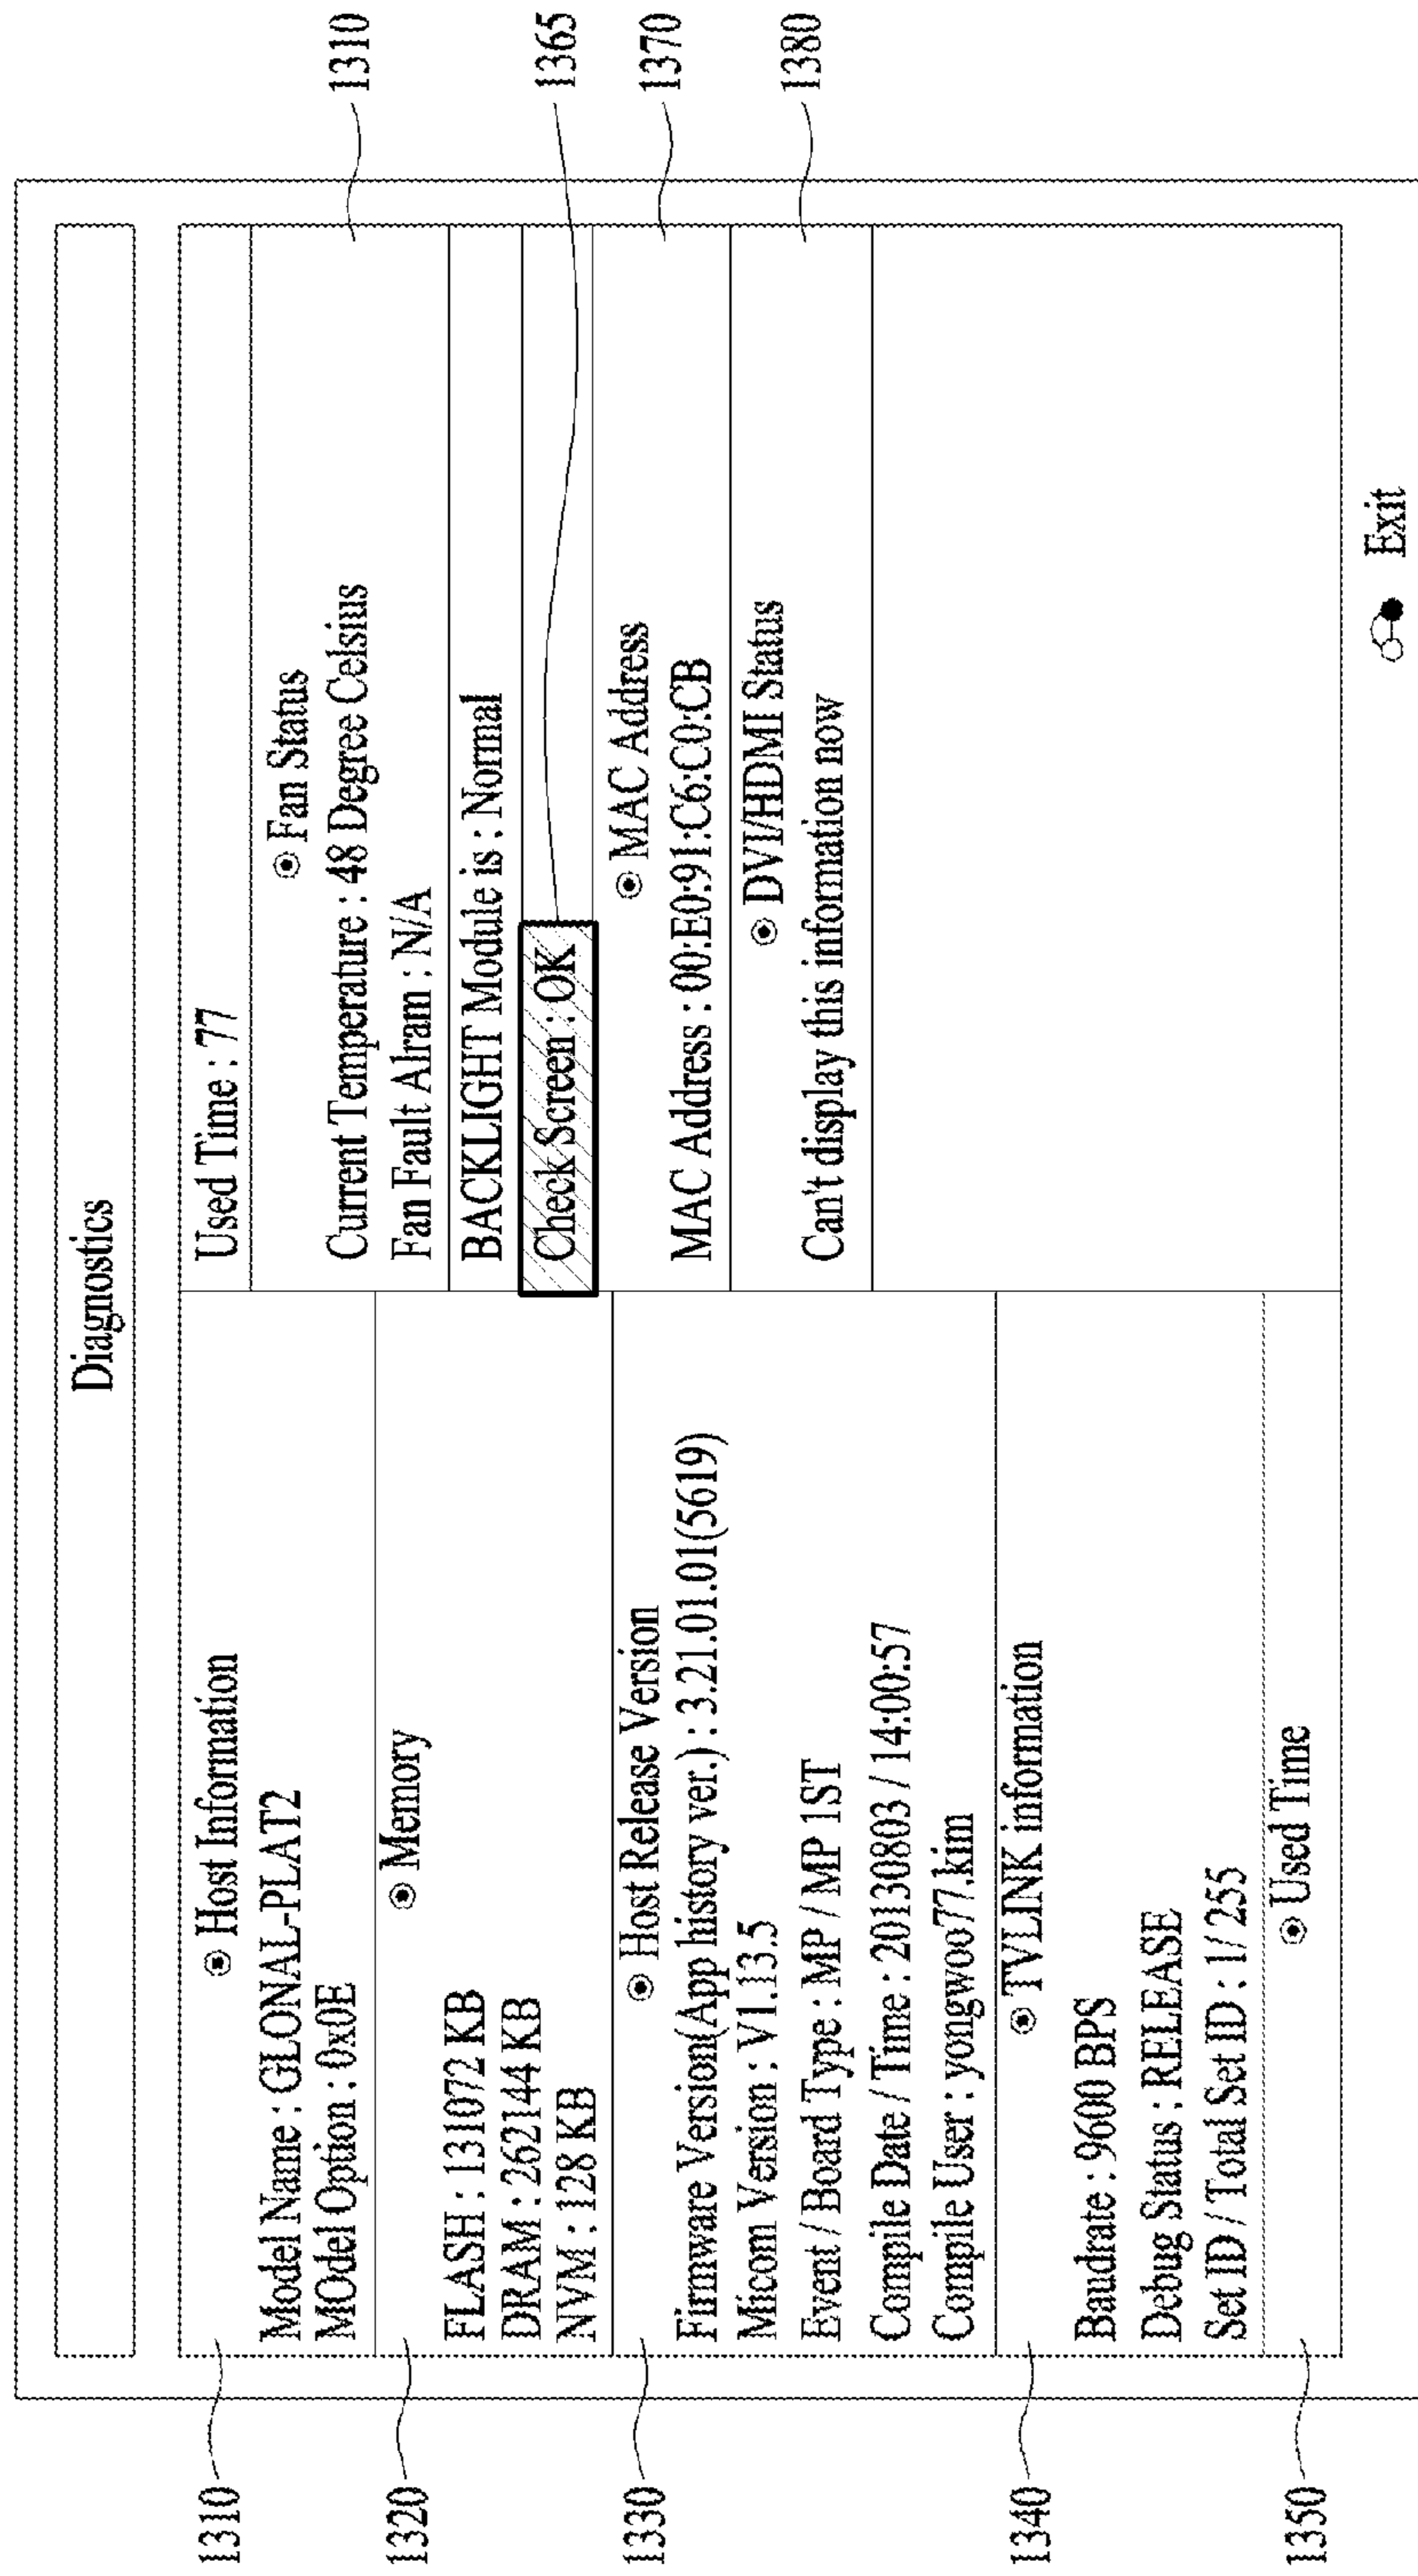 Diagnostics
1310
◉ Host Information
Model Name : GLONAL-PLAT2
MOdel Option : 0x0E
1320
◉ Memory
FLASH : 131072 KB
DRAM : 262144 KB
NVM : 128 KB
1330
◉ Host Release Version
Firmware Version(App history ver.) : 3.21.01.01(5619)
Micom Version : V1.13.5
Event / Board Type : MP / MP 1ST
Compile Date / Time : 20130803 / 14:00:57
Compile User : yongwoo77.kim
1340
◉ TVLINK information
Baudrate : 9600 BPS
Debug Status : RELEASE
Set ID / Total Set ID : 1/ 255
1350
◉ Used Time
Used Time : 77
◉ Fan Status
1310
Current Temperature : 48 Degree Celsius
Fan Fault Alram : N/A
BACKLIGHT Module is : Normal
Check Screen : OK
1365
◉ MAC Address
1370
MAC Address : 00:E0:91:C6:C0:CB
◉ DVI/HDMI Status
1380
Can't display this information now
Exit